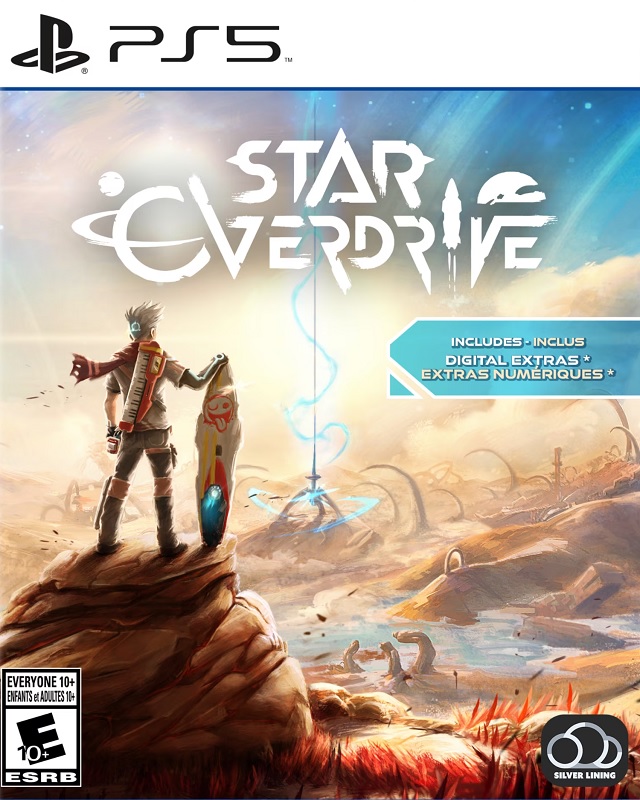 PS5
STAR
OVERDRIVE
INCLUDES - INCLUS
DIGITAL EXTRAS *
EXTRAS NUMÉRIQUES *
EVERYONE 10+
ENFANTS et ADULTES 10+
E
10+
ESRB
SILVER LINING